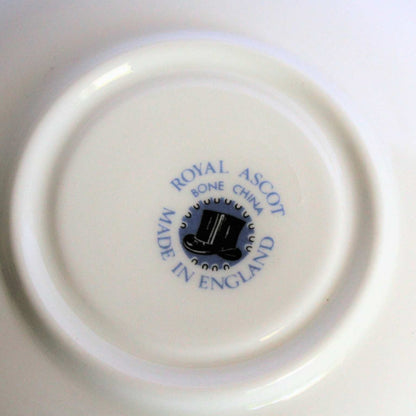 ROYAL ASCOT
BONE CHINA
MADE IN ENGLAND